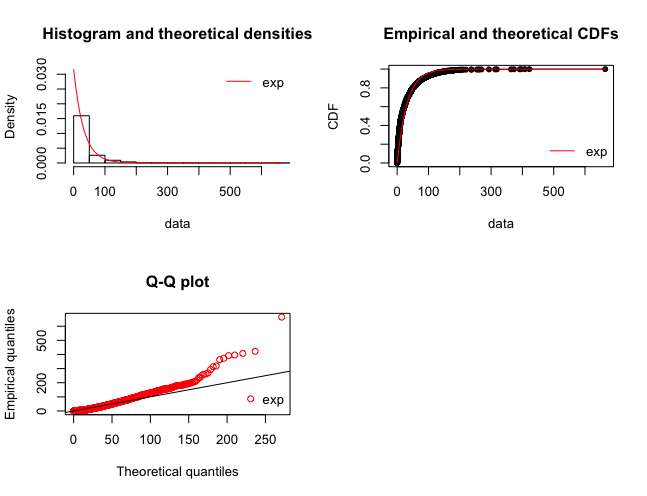 Histogram and theoretical densities
Density
0.000 0.015 0.030
exp
0 100 300 500
data
Empirical and theoretical CDFs
CDF
0.0 0.4 0.8
exp
0 100 300 500
data
Q-Q plot
Empirical quantiles
0 200 500
exp
0 50 100 150 200 250
Theoretical quantiles